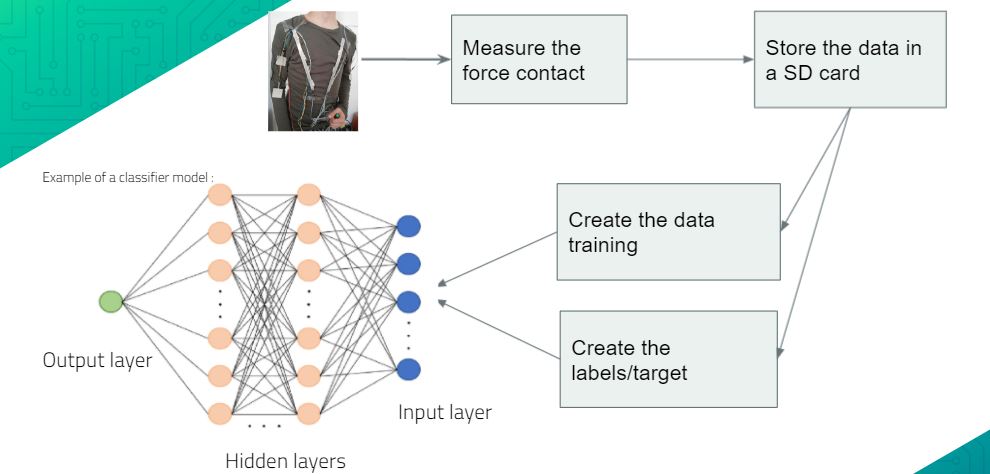 Measure the
force contact
Store the data in
a SD card
Example of a classifier model :
Create the data
training
Create the
labels/target
Output layer
Input layer
Hidden layers